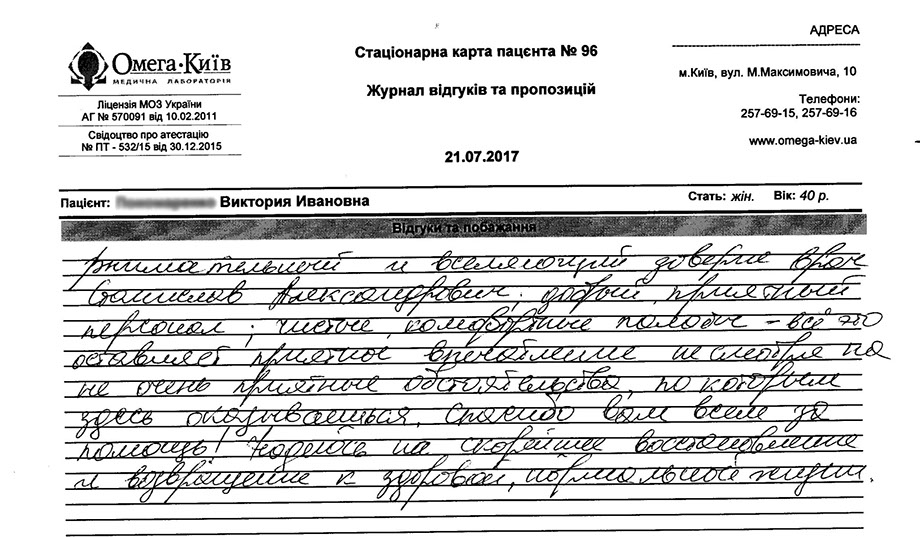 Омега·Київ
МЕДИЧНА ЛАБОРАТОРІЯ
Ліцензія МОЗ України
АГ № 570091 від 10.02.2011
Свідоцтво про атестацію
№ ПТ - 532/15 від 30.12.2015
Стаціонарна карта пацєнта № 96
Журнал відгуків та пропозицій
21.07.2017
АДРЕСА
м.Київ, вул. М.Максимовича, 10
Телефони:
257-69-15, 257-69-16
www.omega-kiev.ua
Пацієнт: Виктория Ивановна
Стать: жін. Вік: 40 р.
Відгуки та побажання
Внимательный и вселяющий доверие врач
Станислав Александрович; добрый, приятный
персонал; чистые, комфортные палаты – всё это
оставляет приятное впечатление несмотря на
не очень приятные обстоятельства, по которым
здесь оказываешься. Спасибо вам всем за
помощь! Надеюсь на скорейшее восстановление
и возвращение к здоровой, нормальной жизни.